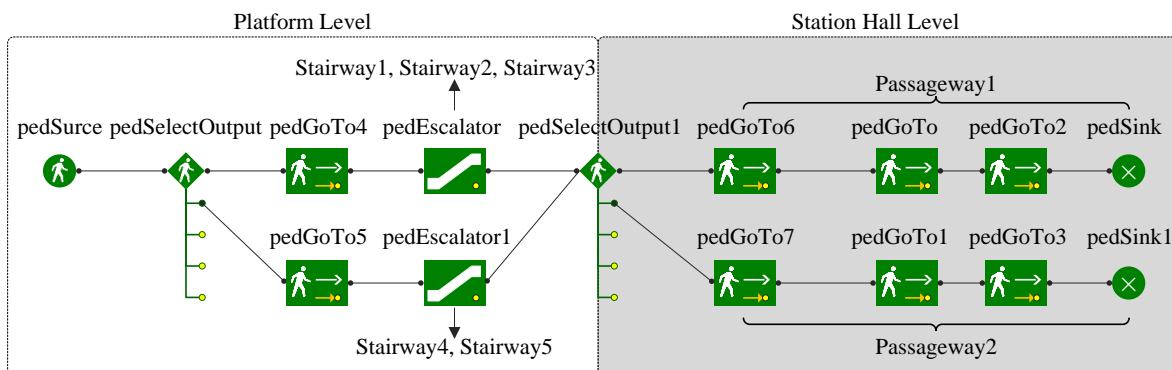 Platform Level
Station Hall Level
Stairway1, Stairway2, Stairway3
Passageway1
pedSurce
pedSelectOutput
pedGoTo4
pedEscalator
pedSelectOutput1
pedGoTo6
pedGoTo
pedGoTo2
pedSink
pedGoTo5
pedEscalator1
pedGoTo7
pedGoTo1
pedGoTo3
pedSink1
Stairway4, Stairway5
Passageway2